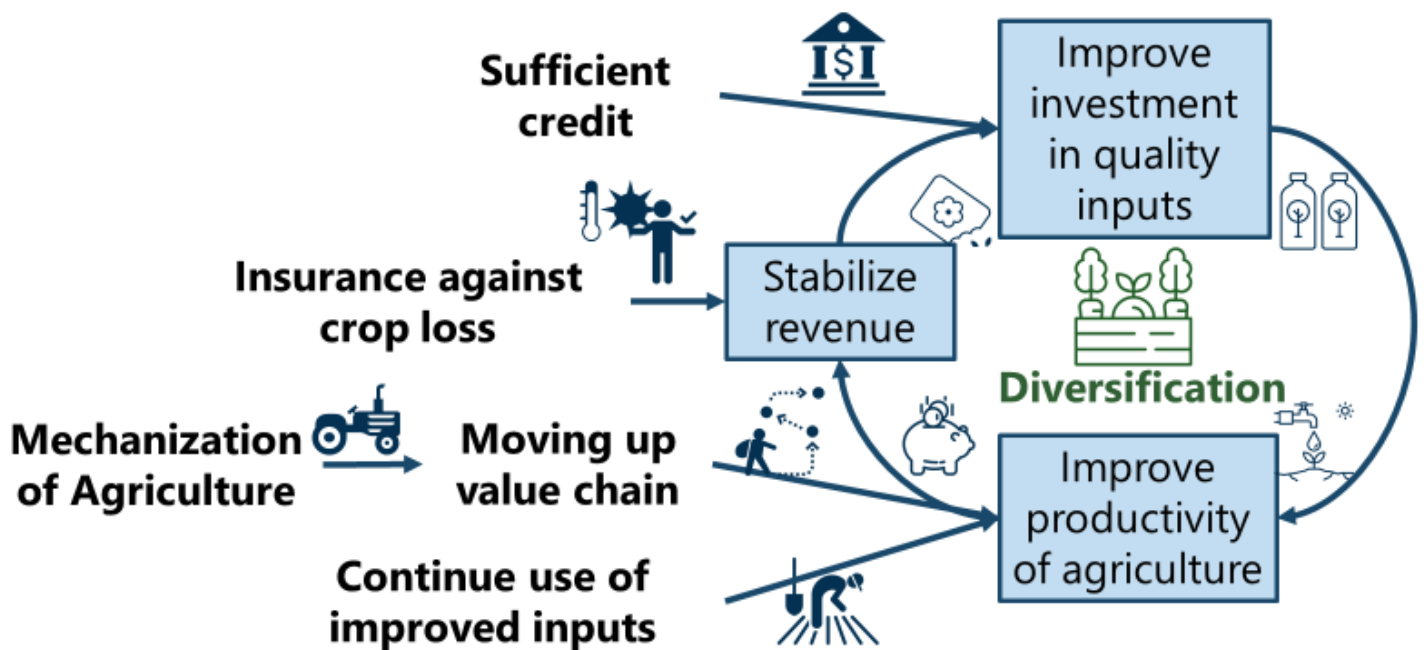 Sufficient
credit
Improve
investment
in quality
inputs
Insurance against
crop loss
Stabilize
revenue
Diversification
Mechanization
of Agriculture
Moving up
value chain
Improve
productivity
of agriculture
Continue use of
improved inputs
$